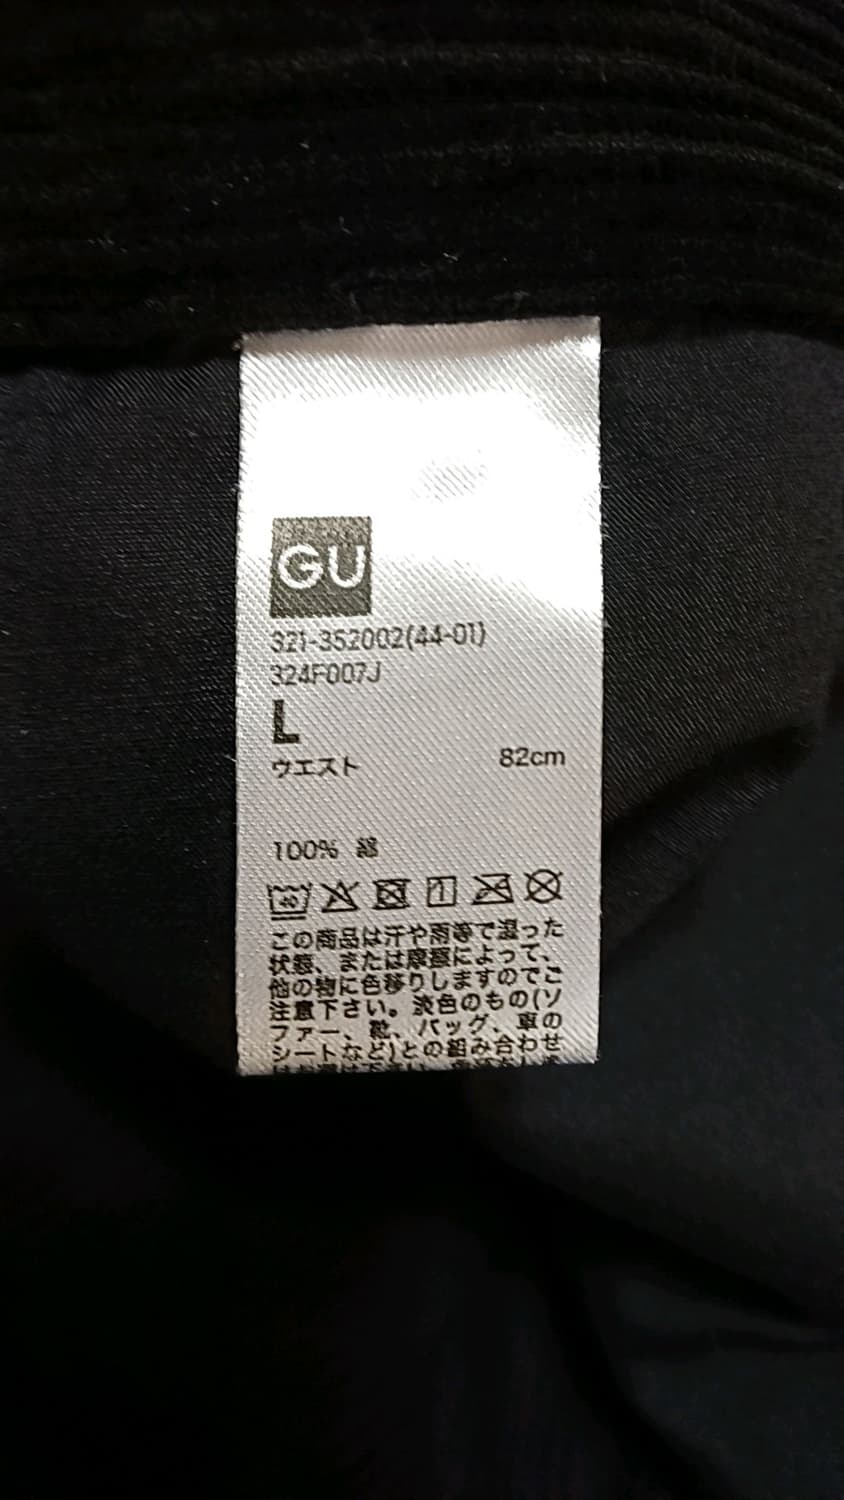 GU
321-352002(44-01)
324F007J
L
ウエスト 82cm
100% 綿
40
この商品は汗や雨等で湿った
状態、または摩擦によって、
他の物に色移りしますのでご
注意下さい。淡色のもの(ソ
ファー、靴、バッグ、車の
シートなど)との組み合わせ